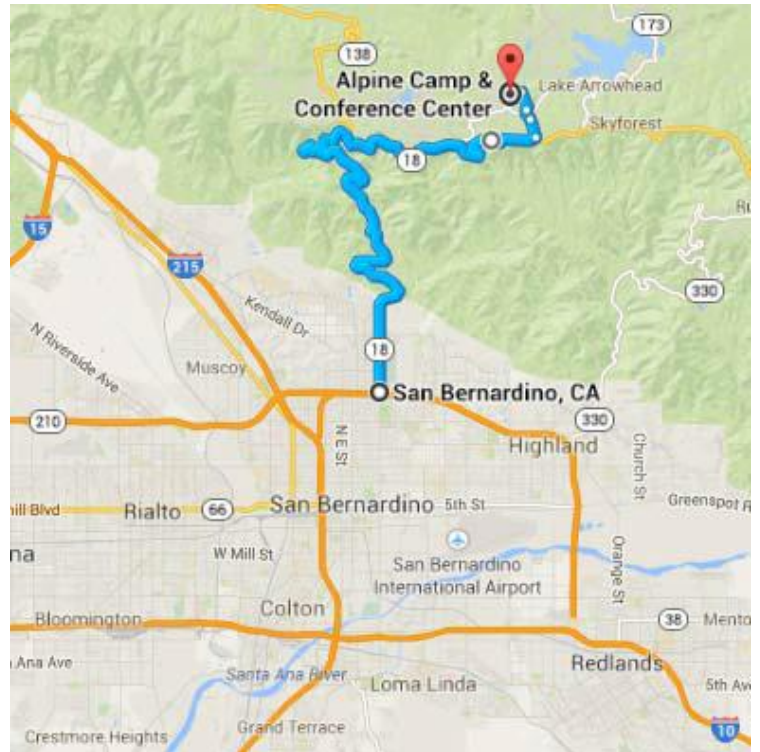 173
138
Alpine Camp &
Conference Center
Lake Arrowhead
Skyforest
18
15
215
330
Kendall Dr
N Riverside Ave
18
Muscoy
San Bernardino, CA
210
330
N E St
Highland
Church St
Greenspot
hill Blvd
Rialto
66
San Bernardino
5th St
na
W Mill St
San Bernardino
International Airport
Orange St
Colton
Bloomington
38
Mento
Ana Ave
Santa Ana River
Redlands
Loma Linda
5th Av
Grand Terrace
Crestmore Heights
10